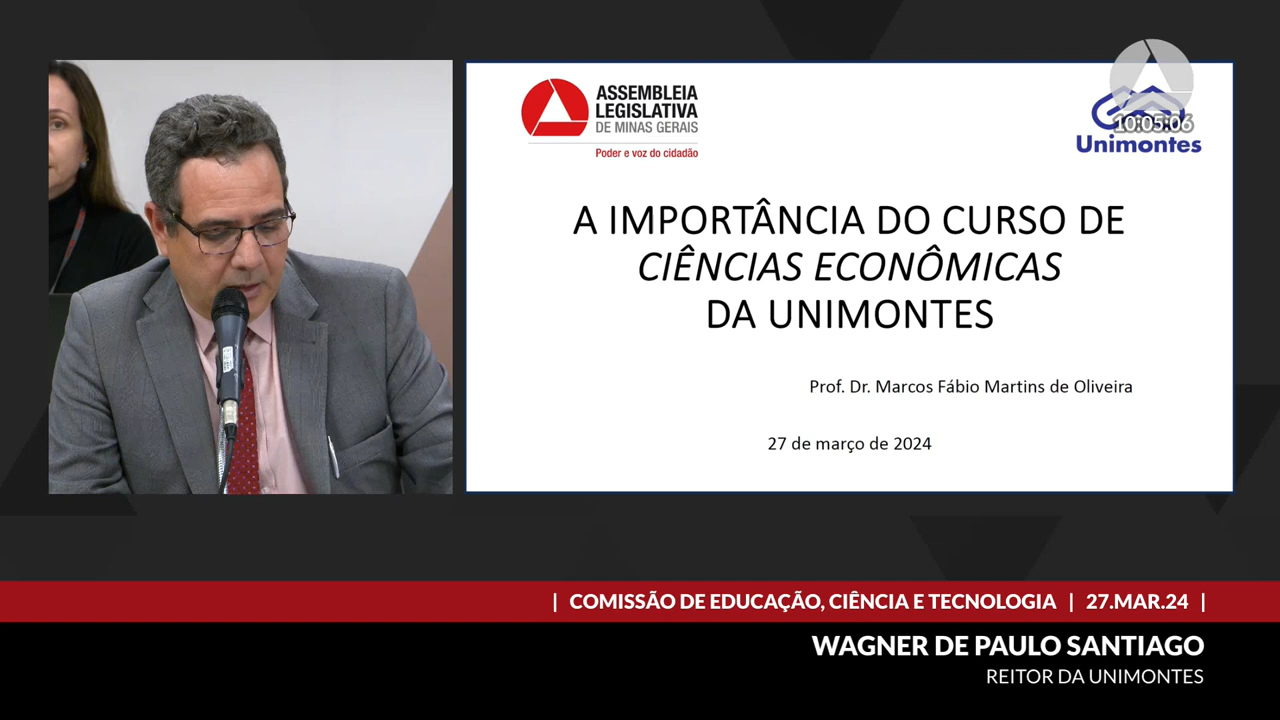 ASSEMBLEIA
LEGISLATIVA
DE MINAS GERAIS
Poder e voz do cidadão
10:05:06
Unimontes
A IMPORTÂNCIA DO CURSO DE
CIÊNCIAS ECONÔMICAS
DA UNIMONTES
Prof. Dr. Marcos Fábio Martins de Oliveira
27 de março de 2024
| COMISSÃO DE EDUCAÇÃO, CIÊNCIA E TECNOLOGIA | 27.MAR.24 |
WAGNER DE PAULO SANTIAGO
REITOR DA UNIMONTES